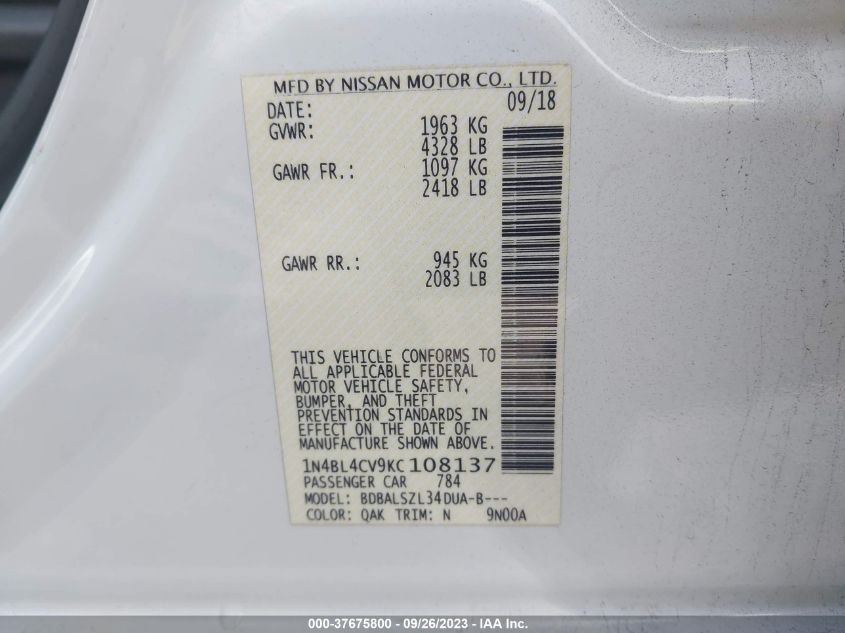 MFD BY NISSAN MOTOR CO., LTD.
DATE: 09/18
GVWR: 1963 KG
4328 LB
GAWR FR.: 1097 KG
2418 LB
GAWR RR.: 945 KG
2083 LB
THIS VEHICLE CONFORMS TO
ALL APPLICABLE FEDERAL
MOTOR VEHICLE SAFETY,
BUMPER, AND THEFT
PREVENTION STANDARDS IN
EFFECT ON THE DATE OF
MANUFACTURE SHOWN ABOVE.
1N4BL4CV9KC108137
PASSENGER CAR 784
MODEL: BDBALSZL34DUA-B---
COLOR: QAK TRIM: N 9N00A
000-37675800 - 09/26/2023 - IAA Inc.